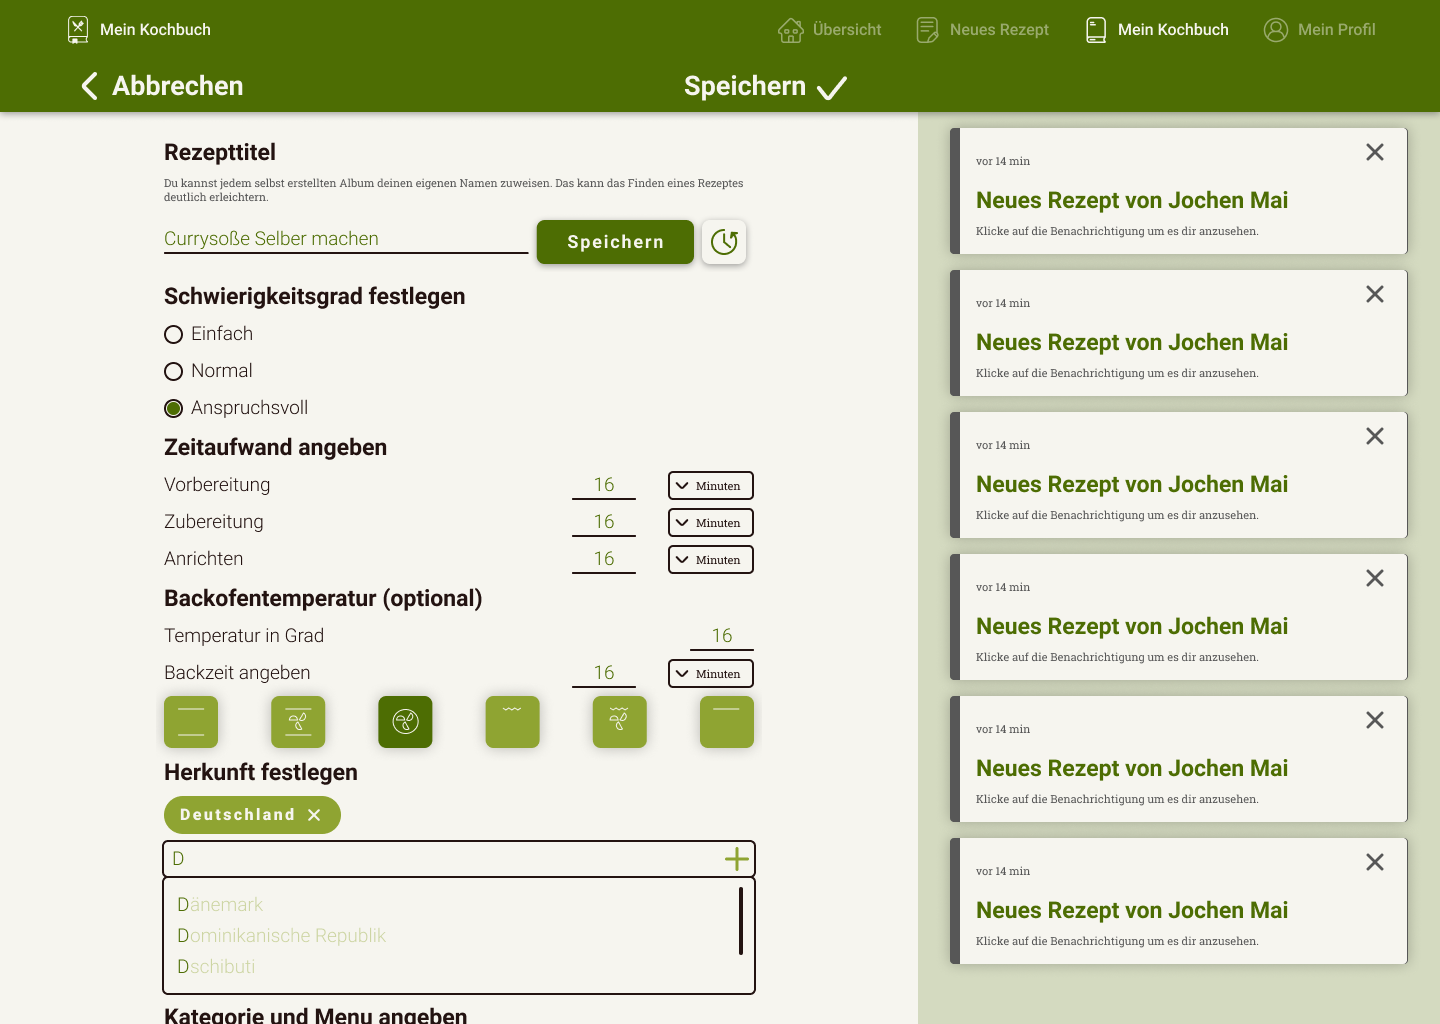 Mein Kochbuch
Übersicht
Neues Rezept
Mein Kochbuch
Mein Profil
Abbrechen
Speichern
Rezepttitel
Du kannst jedem selbst erstellten Album deinen eigenen Namen zuweisen. Das kann das Finden eines Rezeptes
deutlich erleichtern.
Currysoße Selber machen
Speichern
Schwierigkeitsgrad festlegen
Einfach
Normal
Anspruchsvoll
Zeitaufwand angeben
Vorbereitung 16 Minuten
Zubereitung 16 Minuten
Anrichten 16 Minuten
Backofentemperatur (optional)
Temperatur in Grad 16
Backzeit angeben 16 Minuten
Herkunft festlegen
Deutschland
D
Dänemark
Dominikanische Republik
Dschibuti
Kategorie und Menu angeben
vor 14 min
Neues Rezept von Jochen Mai
Klicke auf die Benachrichtigung um es dir anzusehen.
vor 14 min
Neues Rezept von Jochen Mai
Klicke auf die Benachrichtigung um es dir anzusehen.
vor 14 min
Neues Rezept von Jochen Mai
Klicke auf die Benachrichtigung um es dir anzusehen.
vor 14 min
Neues Rezept von Jochen Mai
Klicke auf die Benachrichtigung um es dir anzusehen.
vor 14 min
Neues Rezept von Jochen Mai
Klicke auf die Benachrichtigung um es dir anzusehen.
vor 14 min
Neues Rezept von Jochen Mai
Klicke auf die Benachrichtigung um es dir anzusehen.